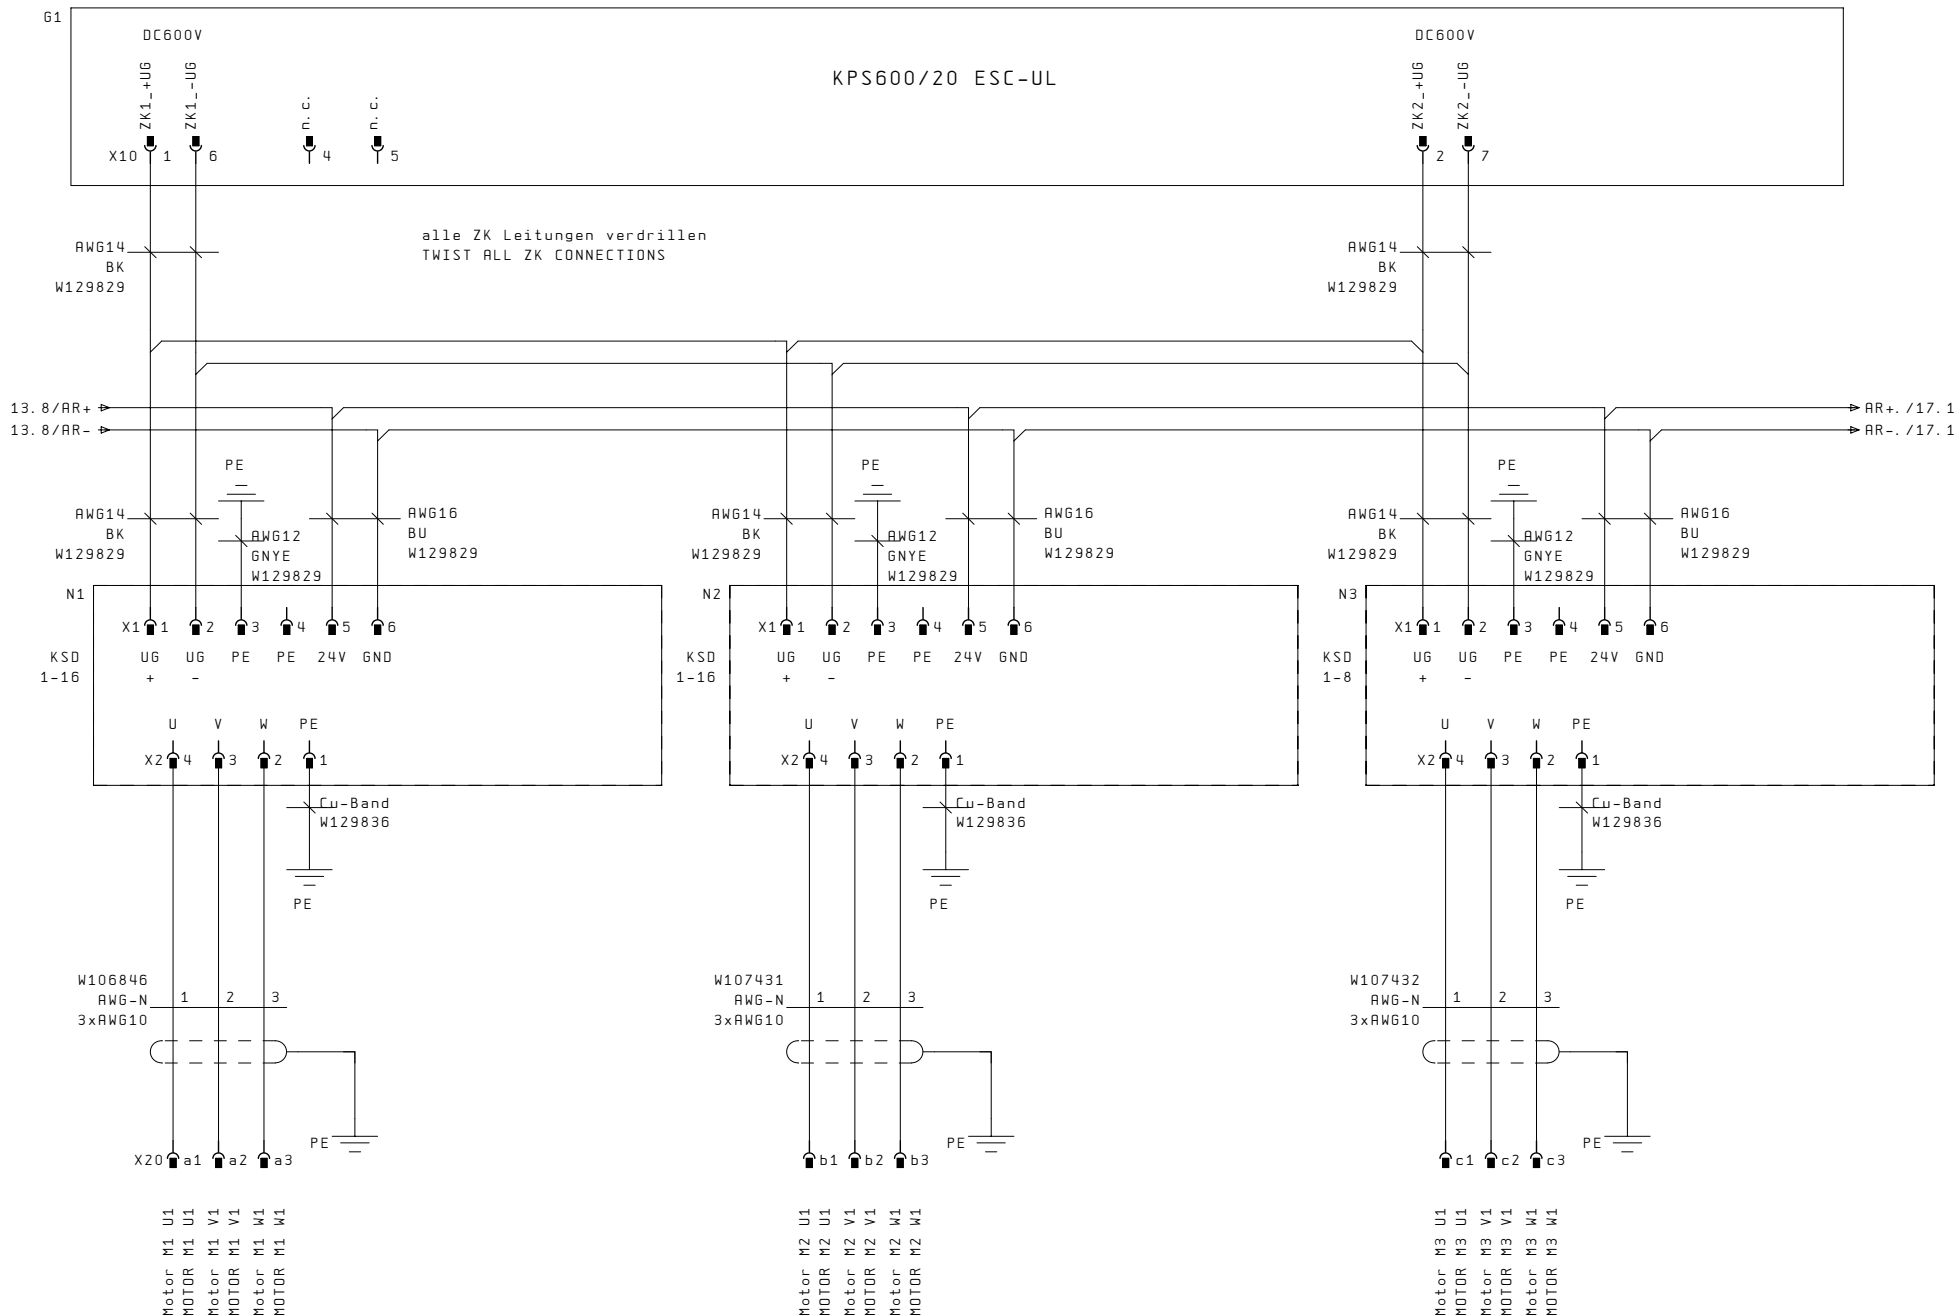 G1
DC600V
DC600V
KPS600/20 ESC-UL
ZK1_+UG
ZK1_-UG
n.c.
n.c.
ZK2_+UG
ZK2_-UG
X10 1 6 4 5 2 7
alle ZK Leitungen verdrillen
TWIST ALL ZK CONNECTIONS
AWG14
BK
W129829
AWG14
BK
W129829
13.8/AR+
13.8/AR-
AR+./17.1
AR-./17.1
PE
AWG14
BK
W129829
AWG12
GNYE
W129829
AWG16
BU
W129829
PE
AWG14
BK
W129829
AWG12
GNYE
W129829
AWG16
BU
W129829
PE
AWG14
BK
W129829
AWG12
GNYE
W129829
AWG16
BU
W129829
N1
X1 1 2 3 4 5 6
KSD
1-16
UG UG PE PE 24V GND
+ -
U V W PE
X2 4 3 2 1
Cu-Band
W129836
PE
N2
X1 1 2 3 4 5 6
KSD
1-16
UG UG PE PE 24V GND
+ -
U V W PE
X2 4 3 2 1
Cu-Band
W129836
PE
N3
X1 1 2 3 4 5 6
KSD
1-8
UG UG PE PE 24V GND
+ -
U V W PE
X2 4 3 2 1
Cu-Band
W129836
PE
W106846
AWG-N
3xAWG10
1 2 3
PE
X20 a1 a2 a3
W107431
AWG-N
3xAWG10
1 2 3
PE
b1 b2 b3
W107432
AWG-N
3xAWG10
1 2 3
PE
c1 c2 c3
Motor M1 U1
MOTOR M1 U1
Motor M1 V1
MOTOR M1 V1
Motor M1 W1
MOTOR M1 W1
Motor M2 U1
MOTOR M2 U1
Motor M2 V1
MOTOR M2 V1
Motor M2 W1
MOTOR M2 W1
Motor M3 U1
MOTOR M3 U1
Motor M3 V1
MOTOR M3 V1
Motor M3 W1
MOTOR M3 W1